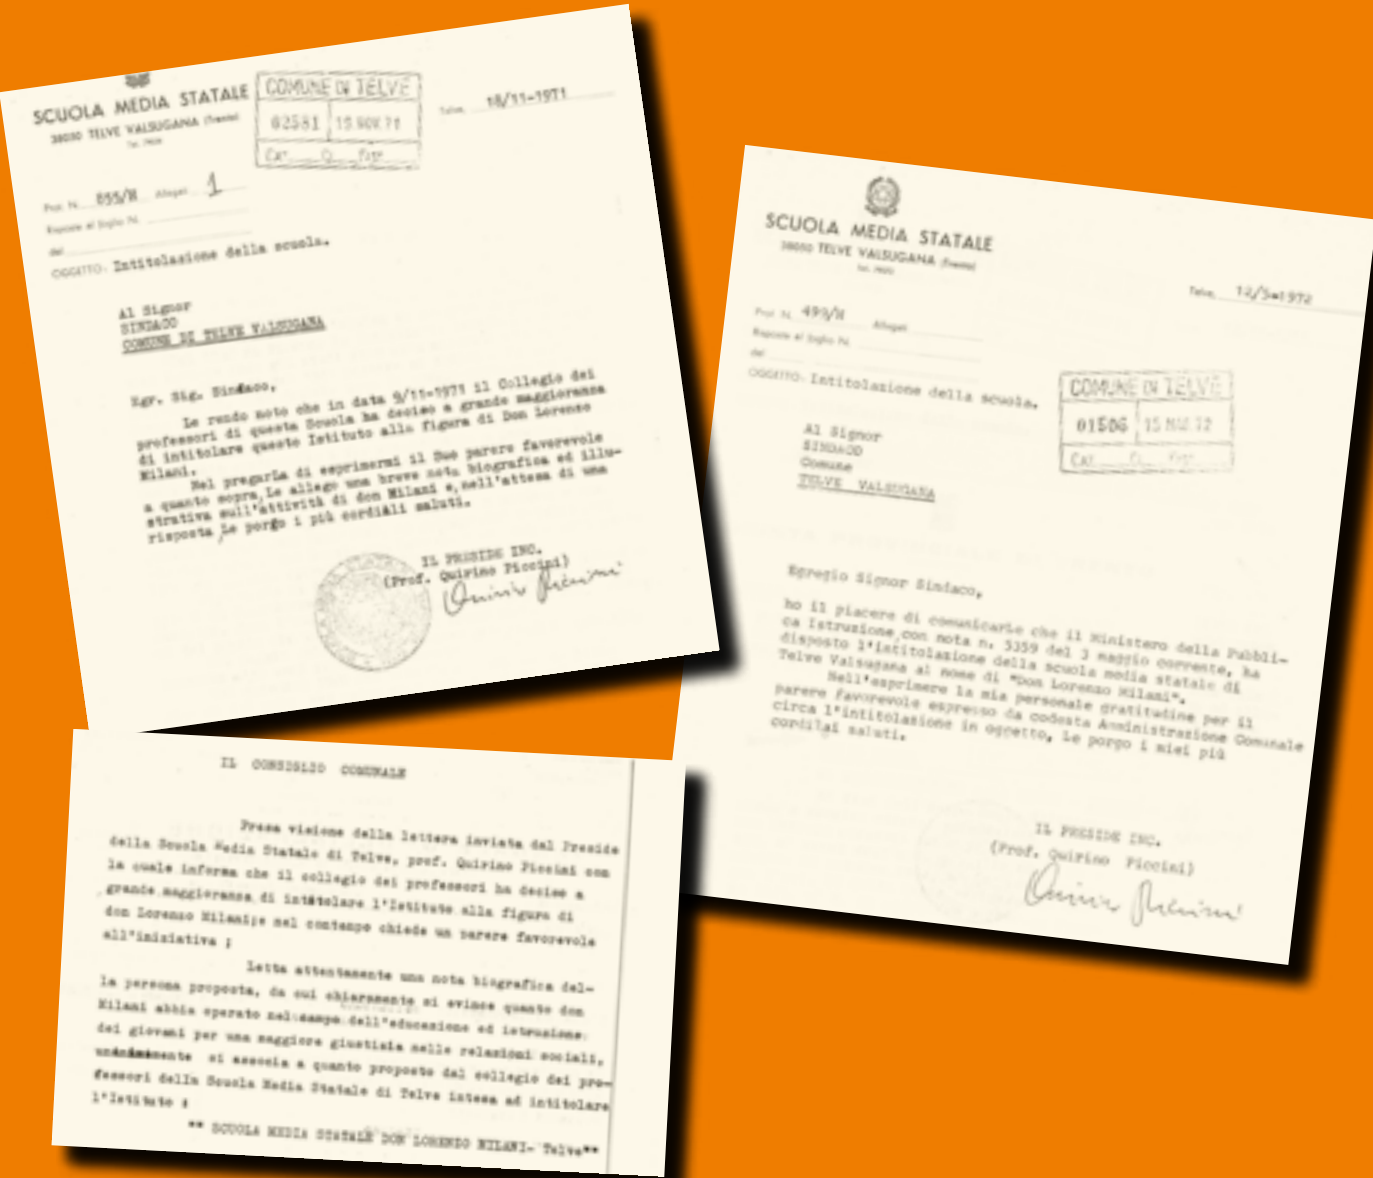 SCUOLA MEDIA STATALE
38050 TELVE VALSUGANA (Trento)
COMUNE DI TELVE
02581 19 NOV. 71
Cat. Cl. Fasc.
Telve, 18/11-1971
Prot. N. 855/H Allegati 1
Risposta al foglio N.
del
OGGETTO: Intitolazione della scuola.
Al Signor
SINDACO
COMUNE DI TELVE VALSUGANA
Egr. Sig. Sindaco,
Le rendo noto che in data 9/11-1971 il Collegio dei
professori di questa Scuola ha deciso a grande maggioranza
di intitolare questo Istituto alla figura di Don Lorenzo
Milani.
Nel pregarLa di esprimermi il Suo parere favorevole
a quanto sopra, Le allego una breve nota biografica ed illu-
strativa sull'attività di don Milani e, nell'attesa di una
risposta, Le porgo i più cordiali saluti.
IL PRESIDE INC.
(Prof. Quirino Piccini)
Quirino Piccini
SCUOLA MEDIA STATALE
38050 TELVE VALSUGANA (Trento)
Telve, 12/5-1972
Prot. N. 499/H Allegati
Risposta al foglio N.
del
OGGETTO: Intitolazione della scuola.
COMUNE DI TELVE
01506 15 MAG. 72
Cat. Cl. Fasc.
Al Signor
SINDACO
Comune
TELVE VALSUGANA
Egregio Signor Sindaco,
ho il piacere di comunicarLe che il Ministero della Pubbli-
ca Istruzione, con nota n. 5359 del 3 maggio corrente, ha
disposto l'intitolazione della scuola media statale di
Telve Valsugana al nome di "Don Lorenzo Milani".
Nell'esprimere la mia personale gratitudine per il
parere favorevole espresso da codesta Amministrazione Comunale
circa l'intitolazione in oggetto, Le porgo i miei più
cordilai saluti.
IL PRESIDE INC.
(Prof. Quirino Piccini)
Quirino Piccini
IL CONSIGLIO COMUNALE
Presa visione della lettera inviata dal Preside
della Scuola Media Statale di Telve, prof. Quirino Piccini con
la quale informa che il collegio dei professori ha deciso a
grande maggioranza di intitolare l'Istituto alla figura di
don Lorenzo Milani;e nel contempo chiede un parere favorevole
all'iniziativa ;
Letta attentamente una nota biografica del-
la persona proposta, da cui chiaramente si evince quanto don
Milani abbia operato nel campo dell'educazione ed istruzione
dei giovani per una maggiore giustizia nelle relazioni sociali,
unanimamente si associa a quanto proposto dal collegio dei pro-
fessori della Scuola Media Statale di Telve intesa ad intitolare
l'Istituto :
** SCUOLA MEDIA STATALE DON LORENZO MILANI- Telve**